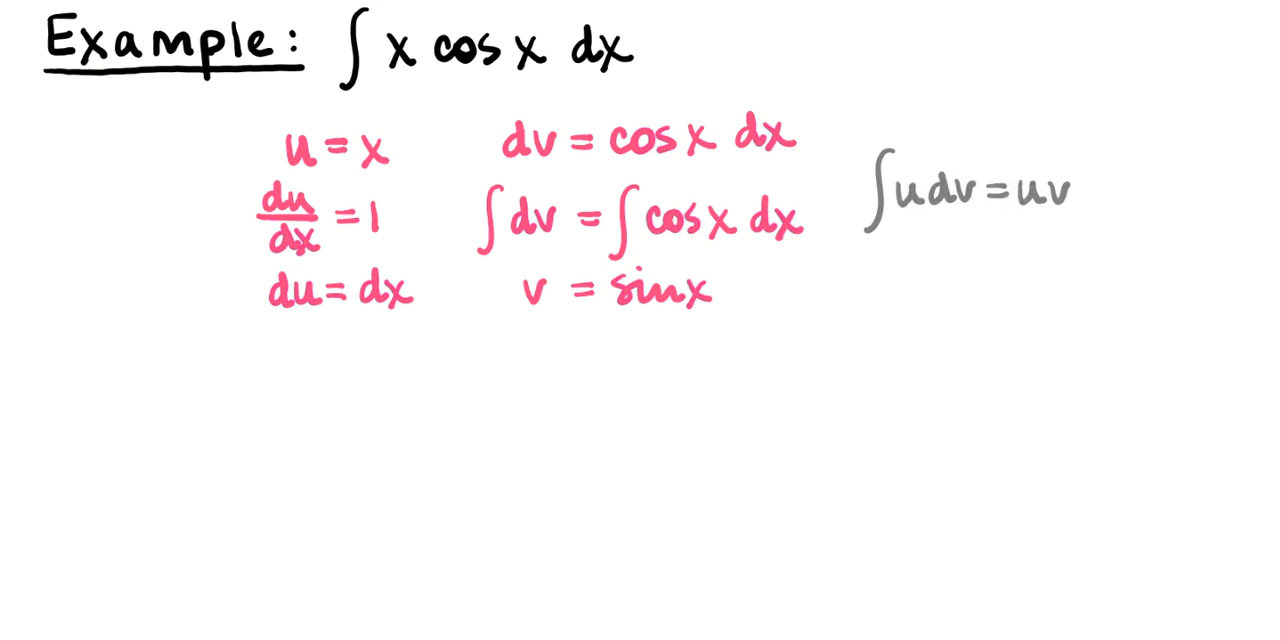 Example: ∫ x cos x dx
u = x
du/dx = 1
du = dx
dv = cos x dx
∫ dv = ∫ cos x dx
v = sin x
∫ u dv = uv